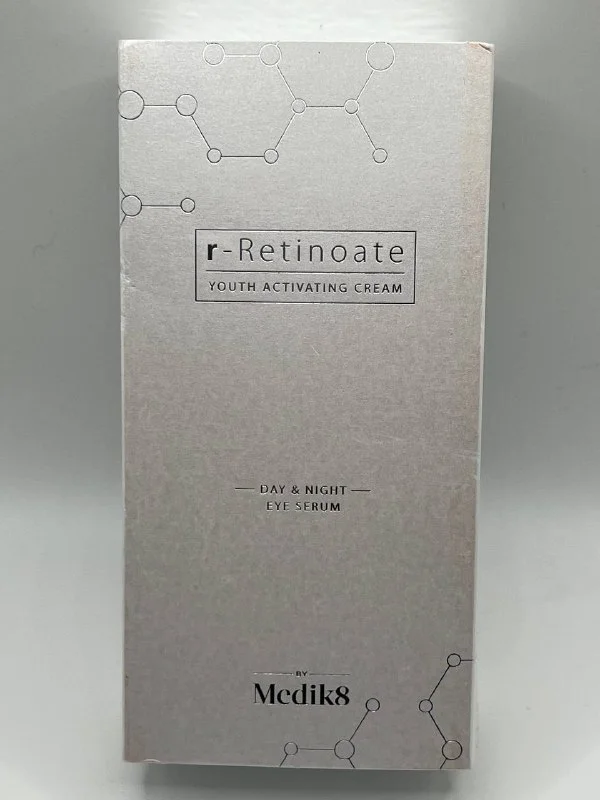 r-Retinoate
YOUTH ACTIVATING CREAM
DAY & NIGHT
EYE SERUM
BY
Medik8